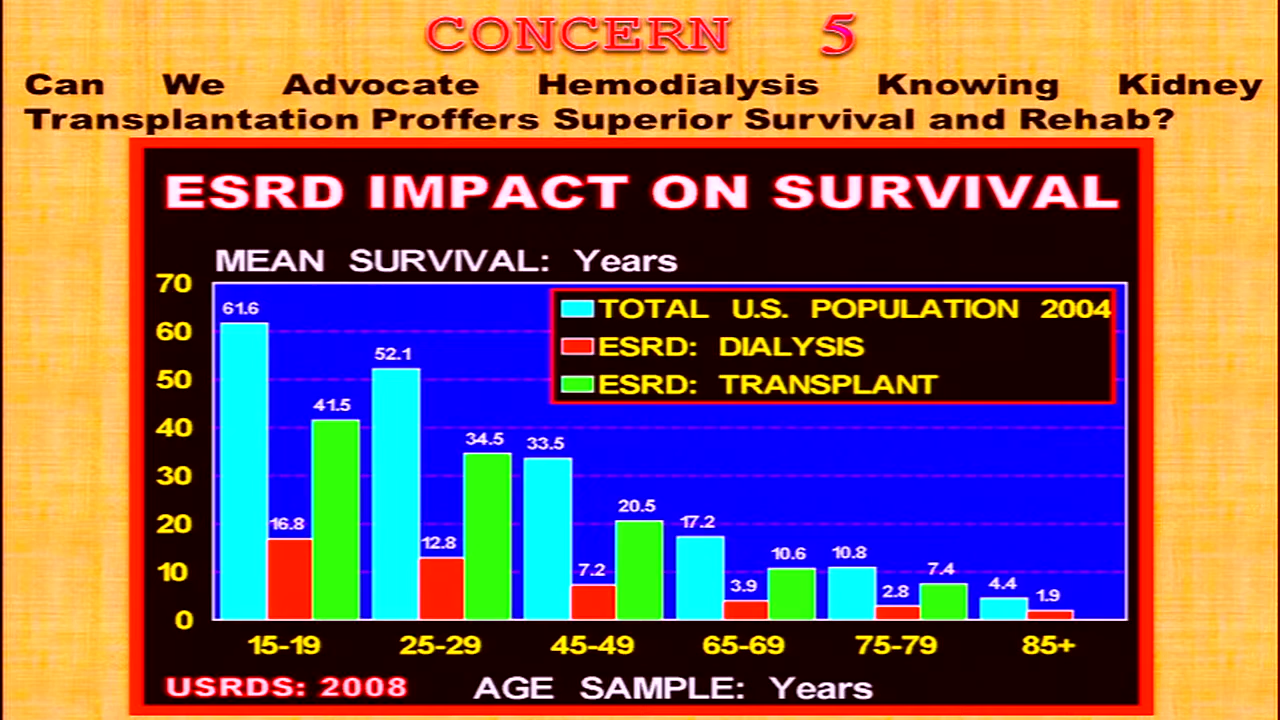 CONCERN 5
Can We Advocate Hemodialysis Knowing Kidney
Transplantation Proffers Superior Survival and Rehab?
ESRD IMPACT ON SURVIVAL
MEAN SURVIVAL: Years
70
60
50
40
30
20
10
0
TOTAL U.S. POPULATION 2004
ESRD: DIALYSIS
ESRD: TRANSPLANT
61.6
16.8
41.5
52.1
12.8
34.5
33.5
7.2
20.5
17.2
3.9
10.6
10.8
2.8
7.4
4.4
1.9
15-19 25-29 45-49 65-69 75-79 85+
USRDS: 2008 AGE SAMPLE: Years